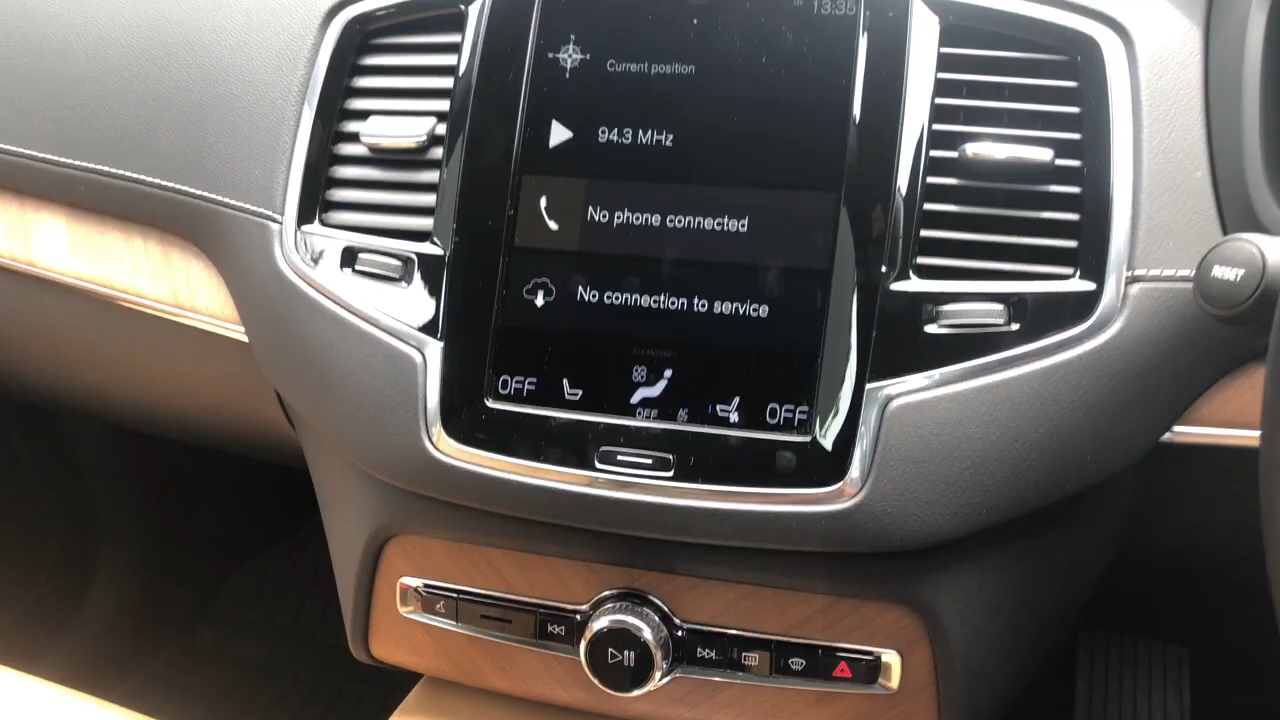 13:35
Current position
94.3 MHz
No phone connected
No connection to service
OFF
OFF
OFF
RESET